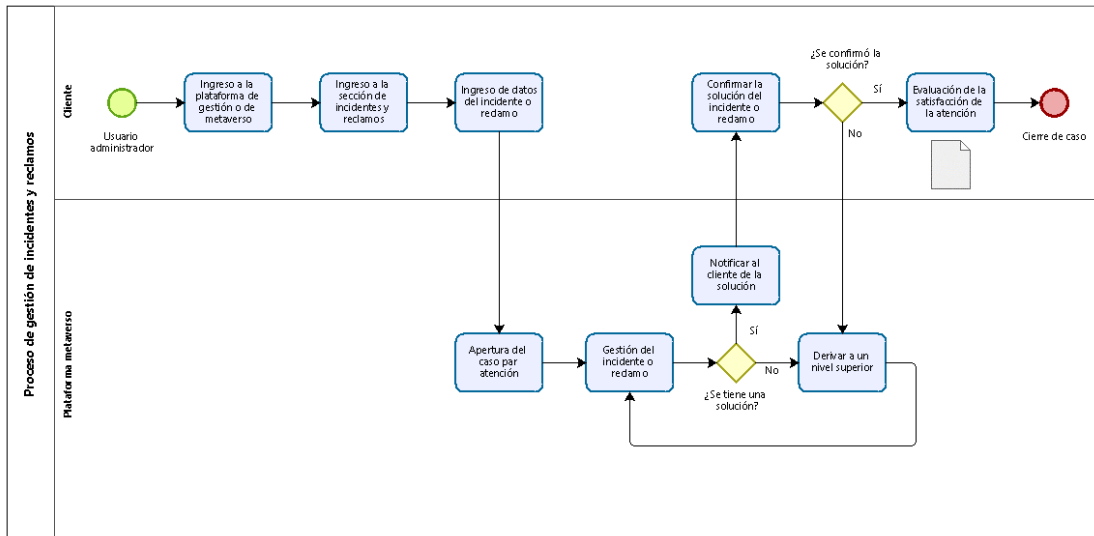 Proceso de gestión de incidentes y reclamos
Cliente
Usuario
administrador
Ingreso a la
plataforma de
gestión o de
metaverso
Ingreso a la
sección de
incidentes y
reclamos
Ingreso de datos
del incidente o
reclamo
Confirmar la
solución del
incidente o
reclamo
¿Se confirmó la
solución?
Sí
No
Evaluación de la
satisfacción de
la atención
Cierre de caso
Plataforma metaverso
Apertura del
caso par
atención
Gestión del
incidente o
reclamo
Notificar al
cliente de la
solución
Sí
No
¿Se tiene una
solución?
Derivar a un
nivel superior